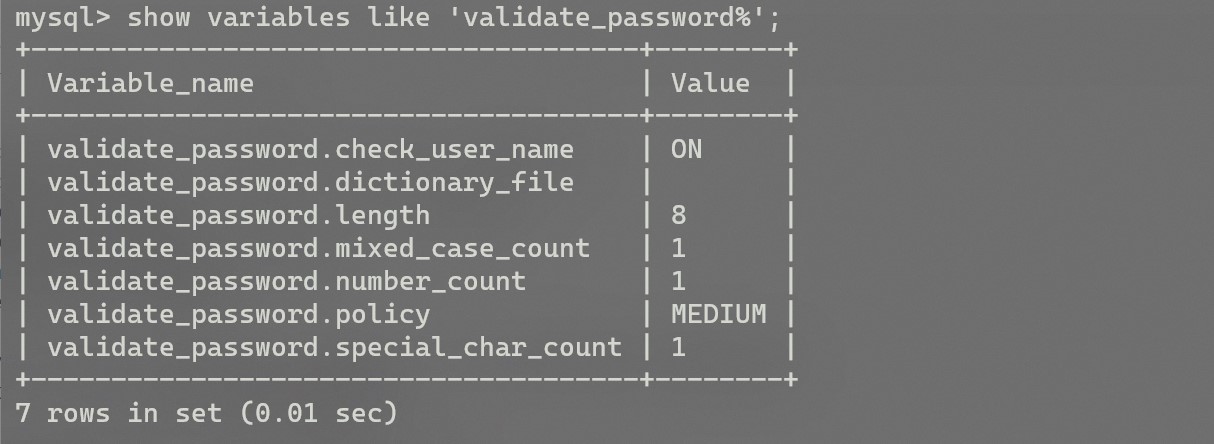 mysql> show variables like 'validate_password%';
+--------------------------------------+--------+
| Variable_name                        | Value  |
+--------------------------------------+--------+
| validate_password.check_user_name    | ON     |
| validate_password.dictionary_file    |        |
| validate_password.length             | 8      |
| validate_password.mixed_case_count   | 1      |
| validate_password.number_count       | 1      |
| validate_password.policy             | MEDIUM |
| validate_password.special_char_count | 1      |
+--------------------------------------+--------+
7 rows in set (0.01 sec)